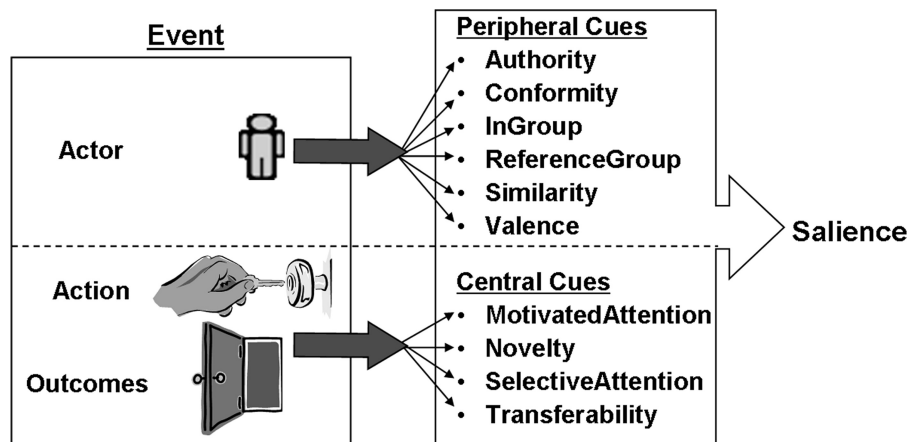 Event
Actor
Action
Outcomes
Peripheral Cues
• Authority
• Conformity
• InGroup
• ReferenceGroup
• Similarity
• Valence
Central Cues
• MotivatedAttention
• Novelty
• SelectiveAttention
• Transferability
Salience